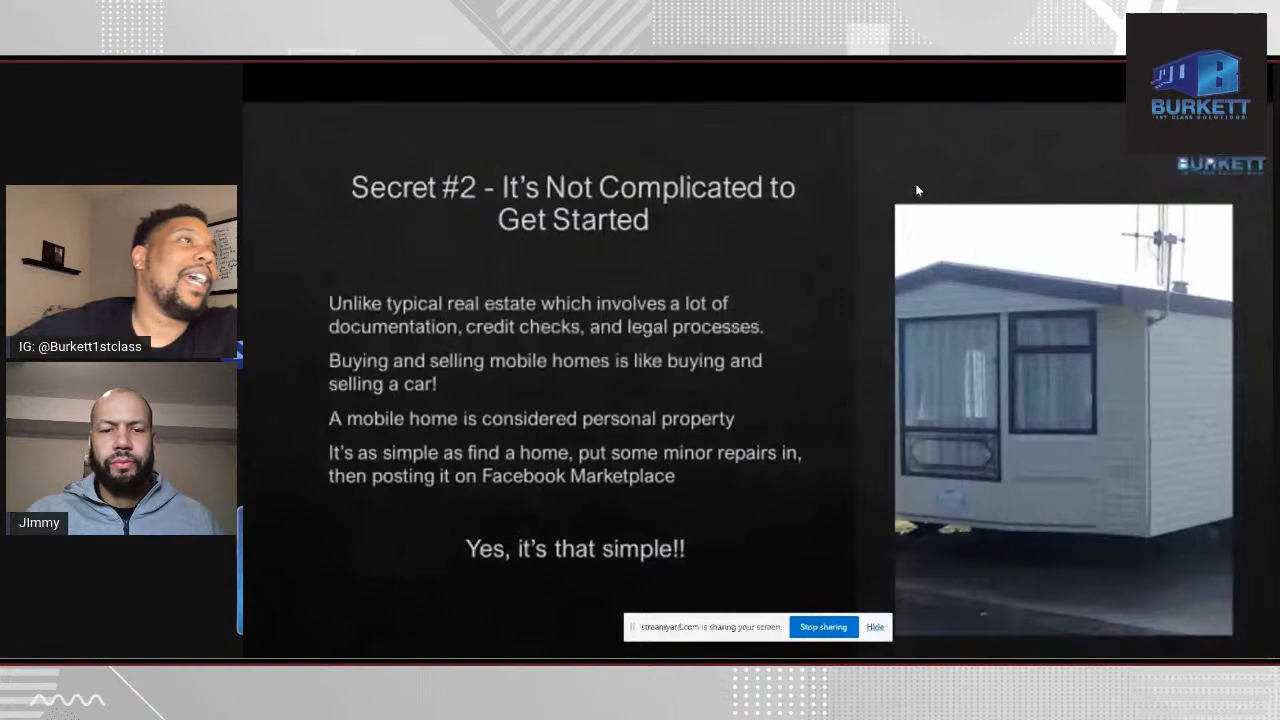 BURKETT
1ST CLASS SOLUTIONS
BURKETT
Secret #2 - It's Not Complicated to
Get Started
Unlike typical real estate which involves a lot of
documentation, credit checks, and legal processes.
Buying and selling mobile homes is like buying and
selling a car!
A mobile home is considered personal property
It's as simple as find a home, put some minor repairs in,
then posting it on Facebook Marketplace
Yes, it's that simple!!
IG: @Burkett1stclass
JImmy
streamyard.com is sharing your screen.
Stop sharing
Hide